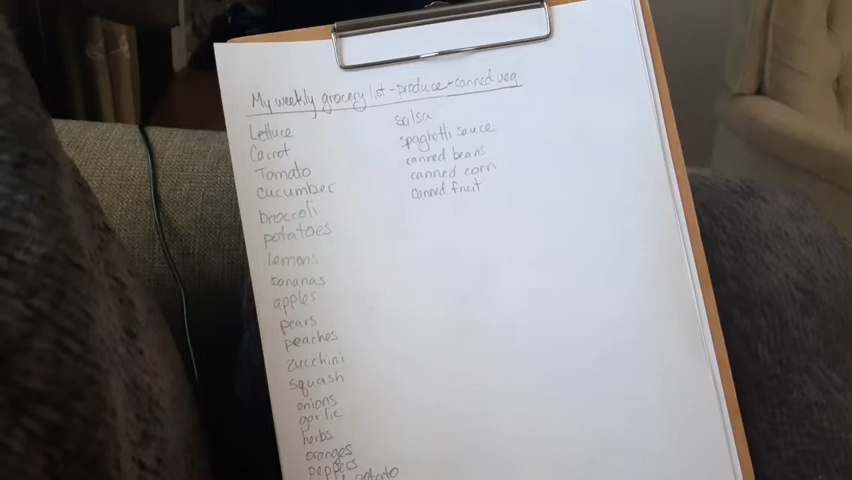 My weekly grocery list - produce - canned veg
Lettuce
Carrot
Tomato
cucumber
broccoli
potatoes
lemons
bananas
apples
pears
peaches
zucchini
squash
onions
garlic
herbs
oranges
peppers
potato
salsa
spaghetti sauce
canned beans
canned corn
canned fruit